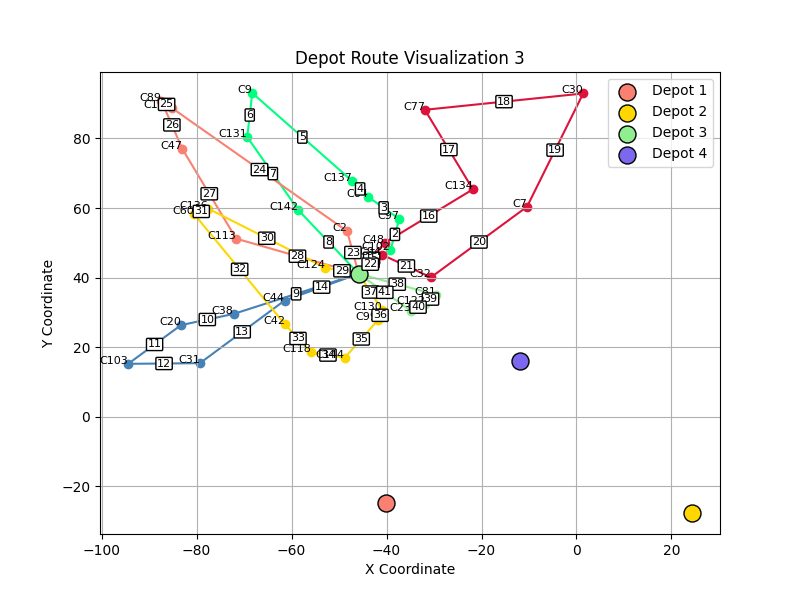 Depot Route Visualization 3
Depot 1
Depot 2
Depot 3
Depot 4
C89
C9
C77
C30
C131
C47
C137
C134
C142
C7
C97
C2
C48
C113
C124
C32
C81
C44
C38
C130
C20
C42
C118
C103
C31
1
2
3
4
5
6
7
8
9
10
11
12
13
14
16
17
18
19
20
21
22
23
24
25
26
27
28
29
30
31
32
33
35
36
37
38
39
40
41
80
60
40
20
0
−20
−100
−80
−60
−40
−20
0
20
X Coordinate
Y Coordinate